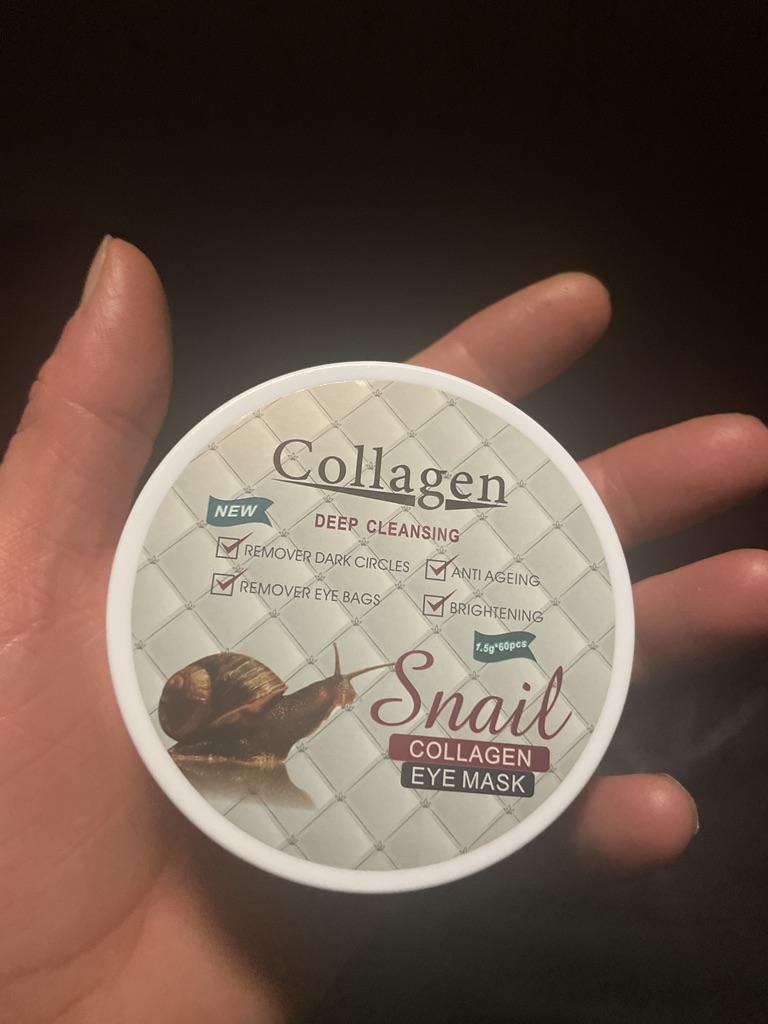 Collagen
NEW
DEEP CLEANSING
REMOVER DARK CIRCLES
ANTI AGEING
REMOVER EYE BAGS
BRIGHTENING
1.5g*60pcs
Snail
COLLAGEN
EYE MASK